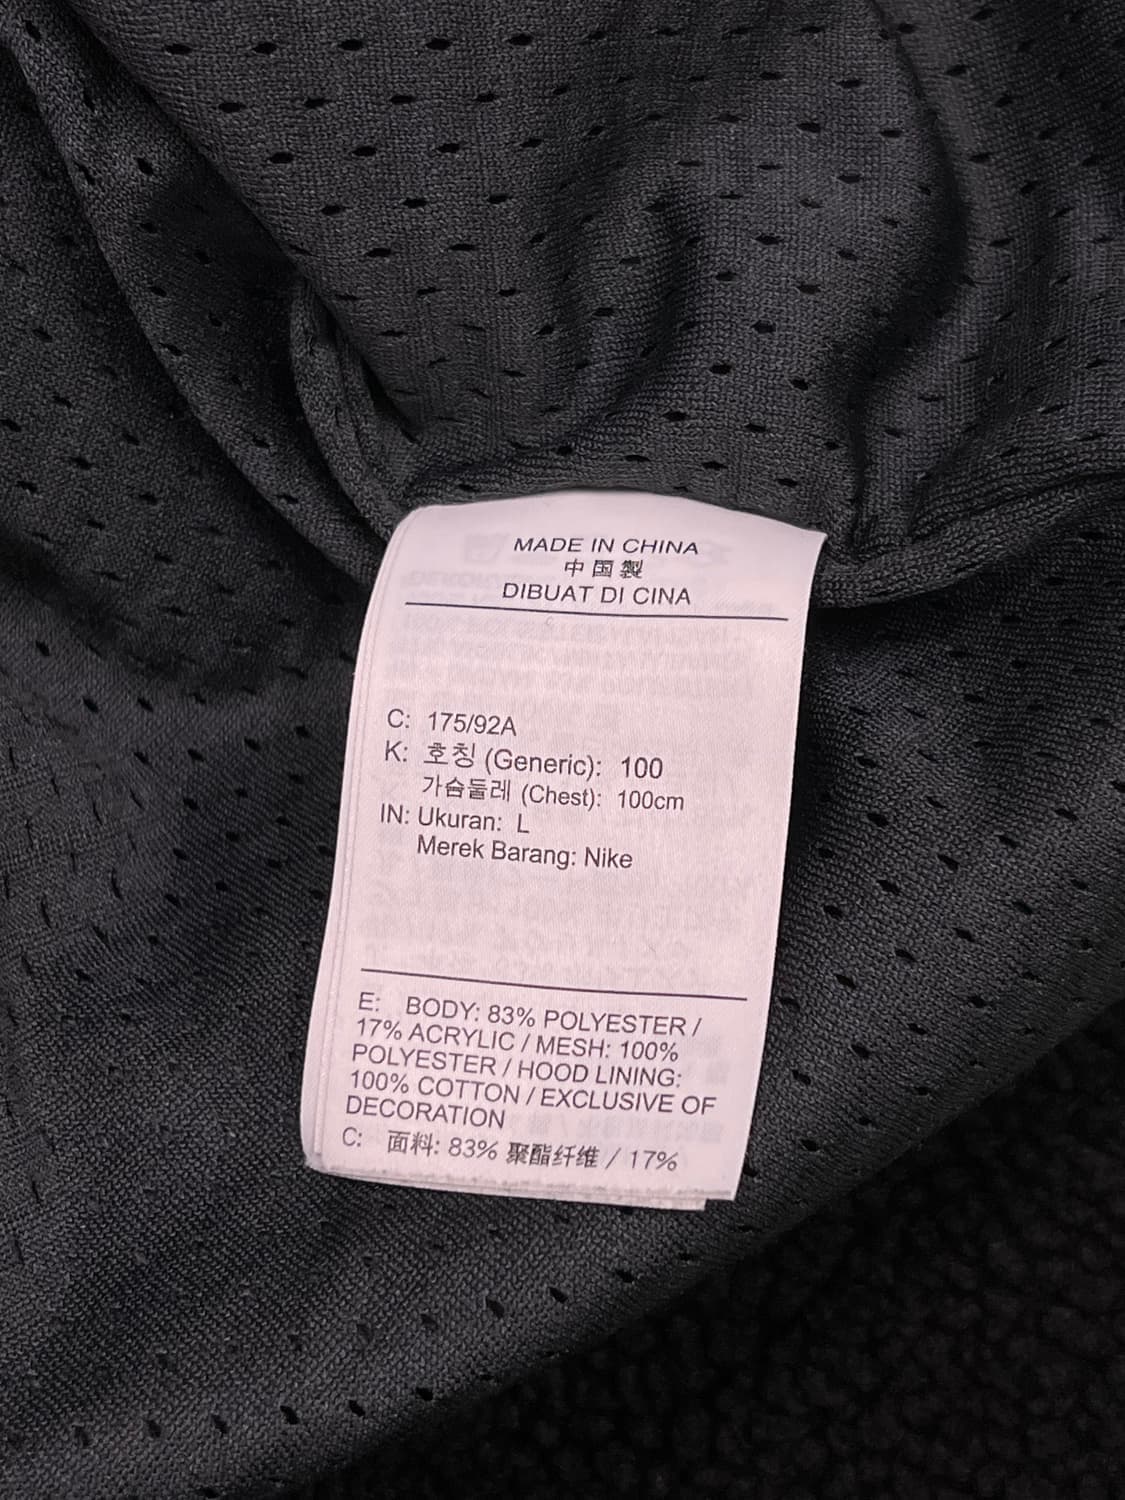 MADE IN CHINA
中国製
DIBUAT DI CINA
C: 175/92A
K: 호칭 (Generic): 100
가슴둘레 (Chest): 100cm
IN: Ukuran: L
Merek Barang: Nike
E: BODY: 83% POLYESTER /
17% ACRYLIC / MESH: 100%
POLYESTER / HOOD LINING:
100% COTTON / EXCLUSIVE OF
DECORATION
C: 面料: 83% 聚酯纤维 / 17%